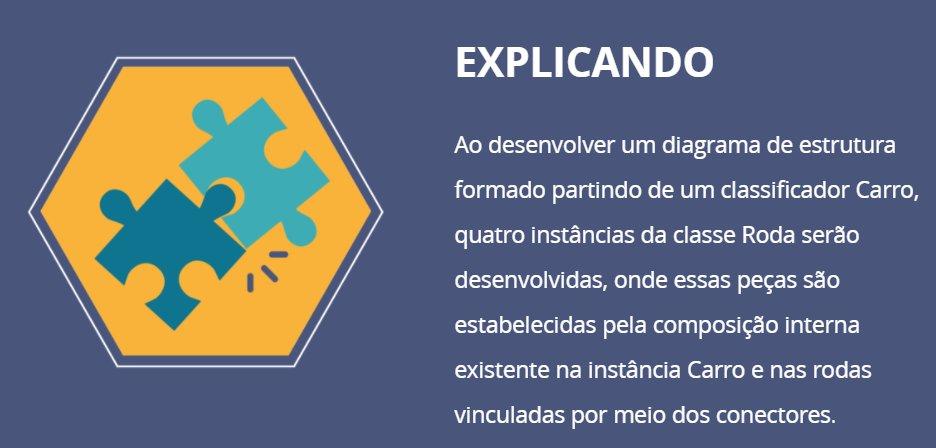 EXPLICANDO
Ao desenvolver um diagrama de estrutura
formado partindo de um classificador Carro,
quatro instâncias da classe Roda serão
desenvolvidas, onde essas peças são
estabelecidas pela composição interna
existente na instância Carro e nas rodas
vinculadas por meio dos conectores.